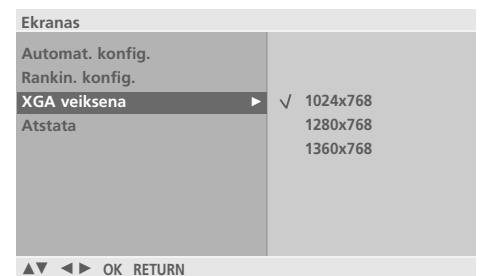 Ekranas
Automat. konfig.
Rankin. konfig.
XGA veiksena ► √ 1024x768
Atstata 1280x768
1360x768
▲▼ ◄► OK RETURN